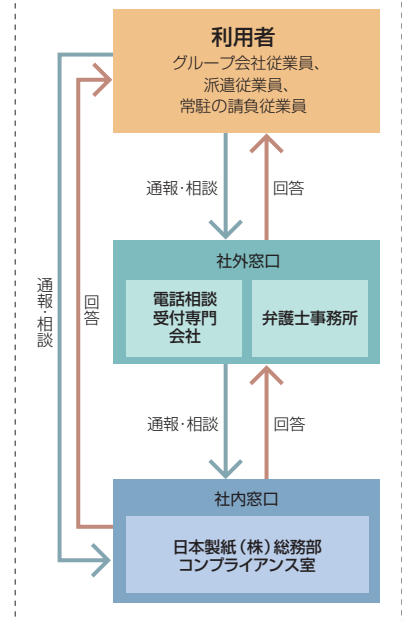 利用者
グループ会社従業員、
派遣従業員、
常駐の請負従業員
通報・相談
回答
社外窓口
電話相談
受付専門
会社
弁護士事務所
通報・相談
回答
通報・相談
回答
社内窓口
日本製紙（株）総務部
コンプライアンス室